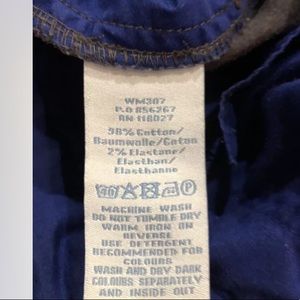 WM307
P.O 856267
RN 118027
98% Cotton/
Baumwolle/Coton
2% Elastane/
Elasthan/
Elasthanne
40 P
MACHINE WASH
DO NOT TUMBLE DRY
WARM IRON ON
REVERSE
USE DETERGENT
RECOMMENDED FOR
COLOURS
WASH AND DRY DARK
COLOURS SEPARATELY
AND INSIDE OUT